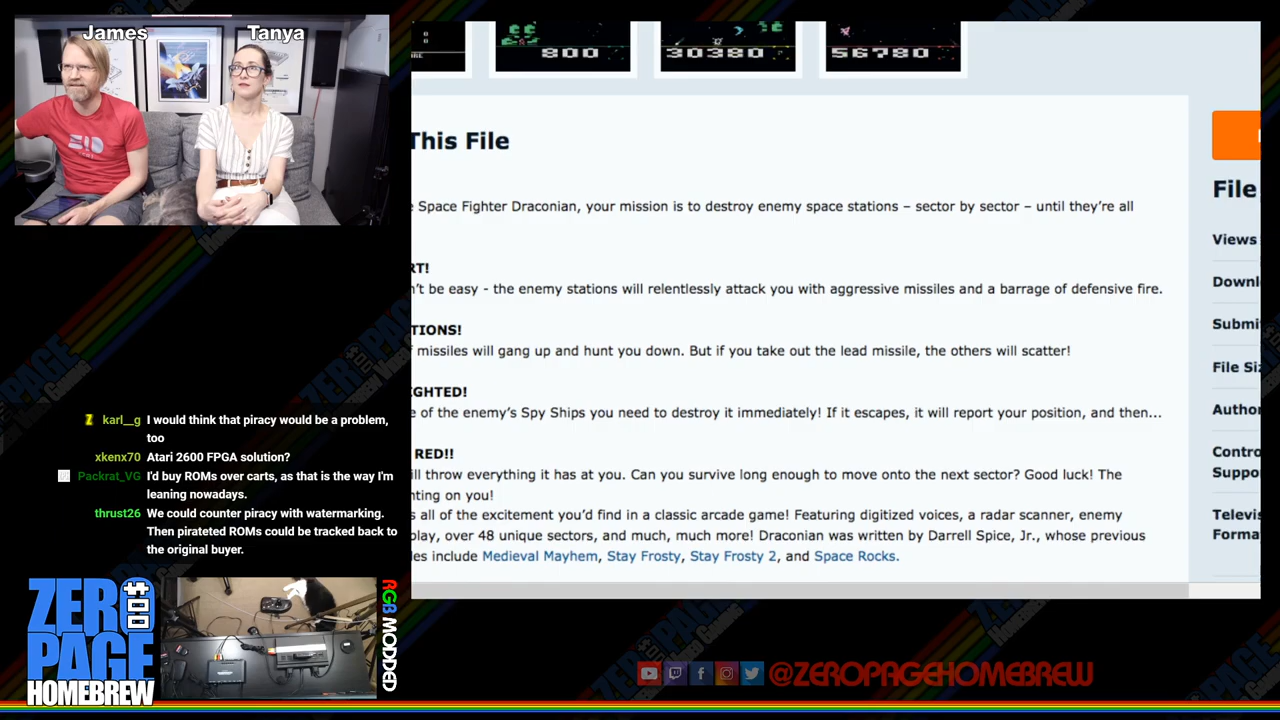 James
Tanya
800
30380
56780
This File
Space Fighter Draconian, your mission is to destroy enemy space stations – sector by sector – until they're all
RT!
n't be easy - the enemy stations will relentlessly attack you with aggressive missiles and a barrage of defensive fire.
TIONS!
missiles will gang up and hunt you down. But if you take out the lead missile, the others will scatter!
IGHTED!
e of the enemy's Spy Ships you need to destroy it immediately! If it escapes, it will report your position, and then...
RED!!
ill throw everything it has at you. Can you survive long enough to move onto the next sector? Good luck! The
nting on you!
s all of the excitement you'd find in a classic arcade game! Featuring digitized voices, a radar scanner, enemy
play, over 48 unique sectors, and much, much more! Draconian was written by Darrell Spice, Jr., whose previous
les include Medieval Mayhem, Stay Frosty, Stay Frosty 2, and Space Rocks.
File
Views
Downl
Submi
File Siz
Author
Contro
Suppo
Televis
Forma
karl__g I would think that piracy would be a problem,
too
xkenx70 Atari 2600 FPGA solution?
Packrat_VG I'd buy ROMs over carts, as that is the way I'm
leaning nowadays.
thrust26 We could counter piracy with watermarking.
Then pirateted ROMs could be tracked back to
the original buyer.
ZERO
$00
PAGE
HOMEBREW
RGB MODDED
@ZEROPAGEHOMEBREW